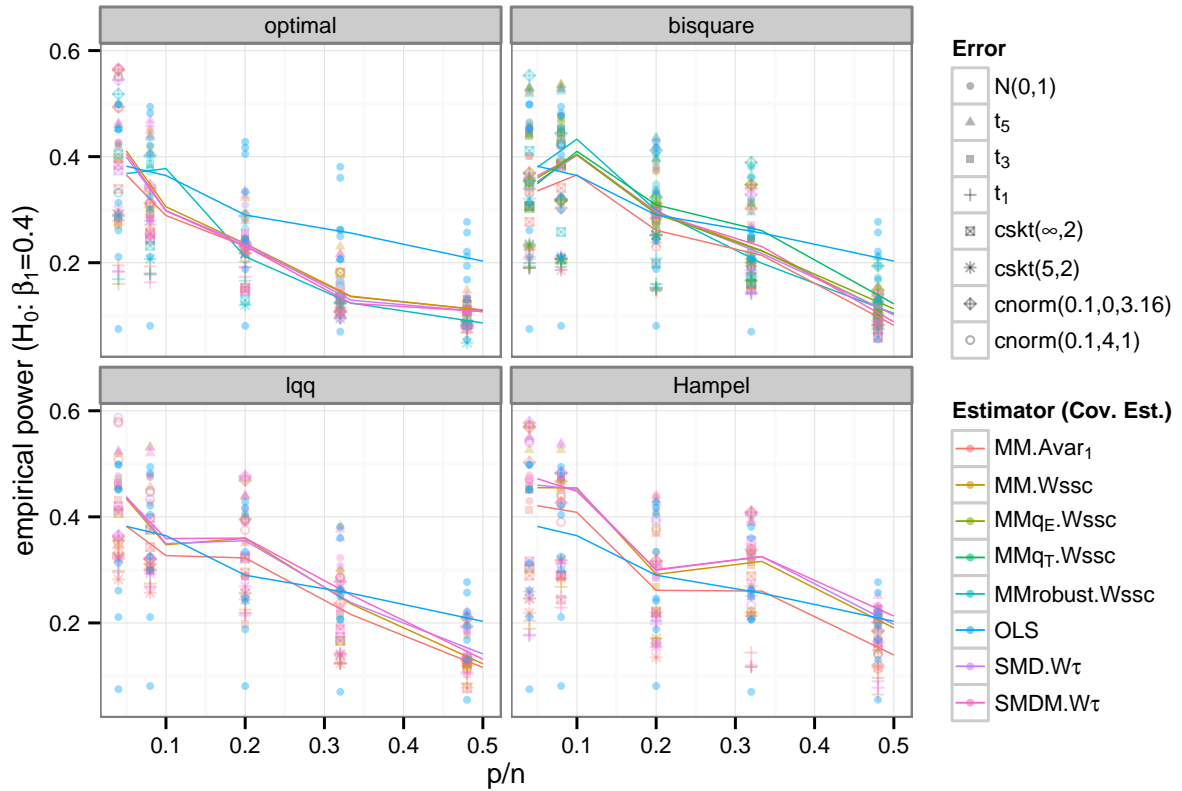 optimal
bisquare
lqq
Hampel
empirical power (H₀: β₁=0.4)
0.6
0.4
0.2
0.6
0.4
0.2
0.1 0.2 0.3 0.4 0.5
0.1 0.2 0.3 0.4 0.5
p/n
Error
N(0,1)
t₅
t₃
t₁
cskt(∞,2)
cskt(5,2)
cnorm(0.1,0,3.16)
cnorm(0.1,4,1)
Estimator (Cov. Est.)
MM.Avar₁
MM.Wssc
MMqE.Wssc
MMqT.Wssc
MMrobust.Wssc
OLS
SMD.Wτ
SMDM.Wτ